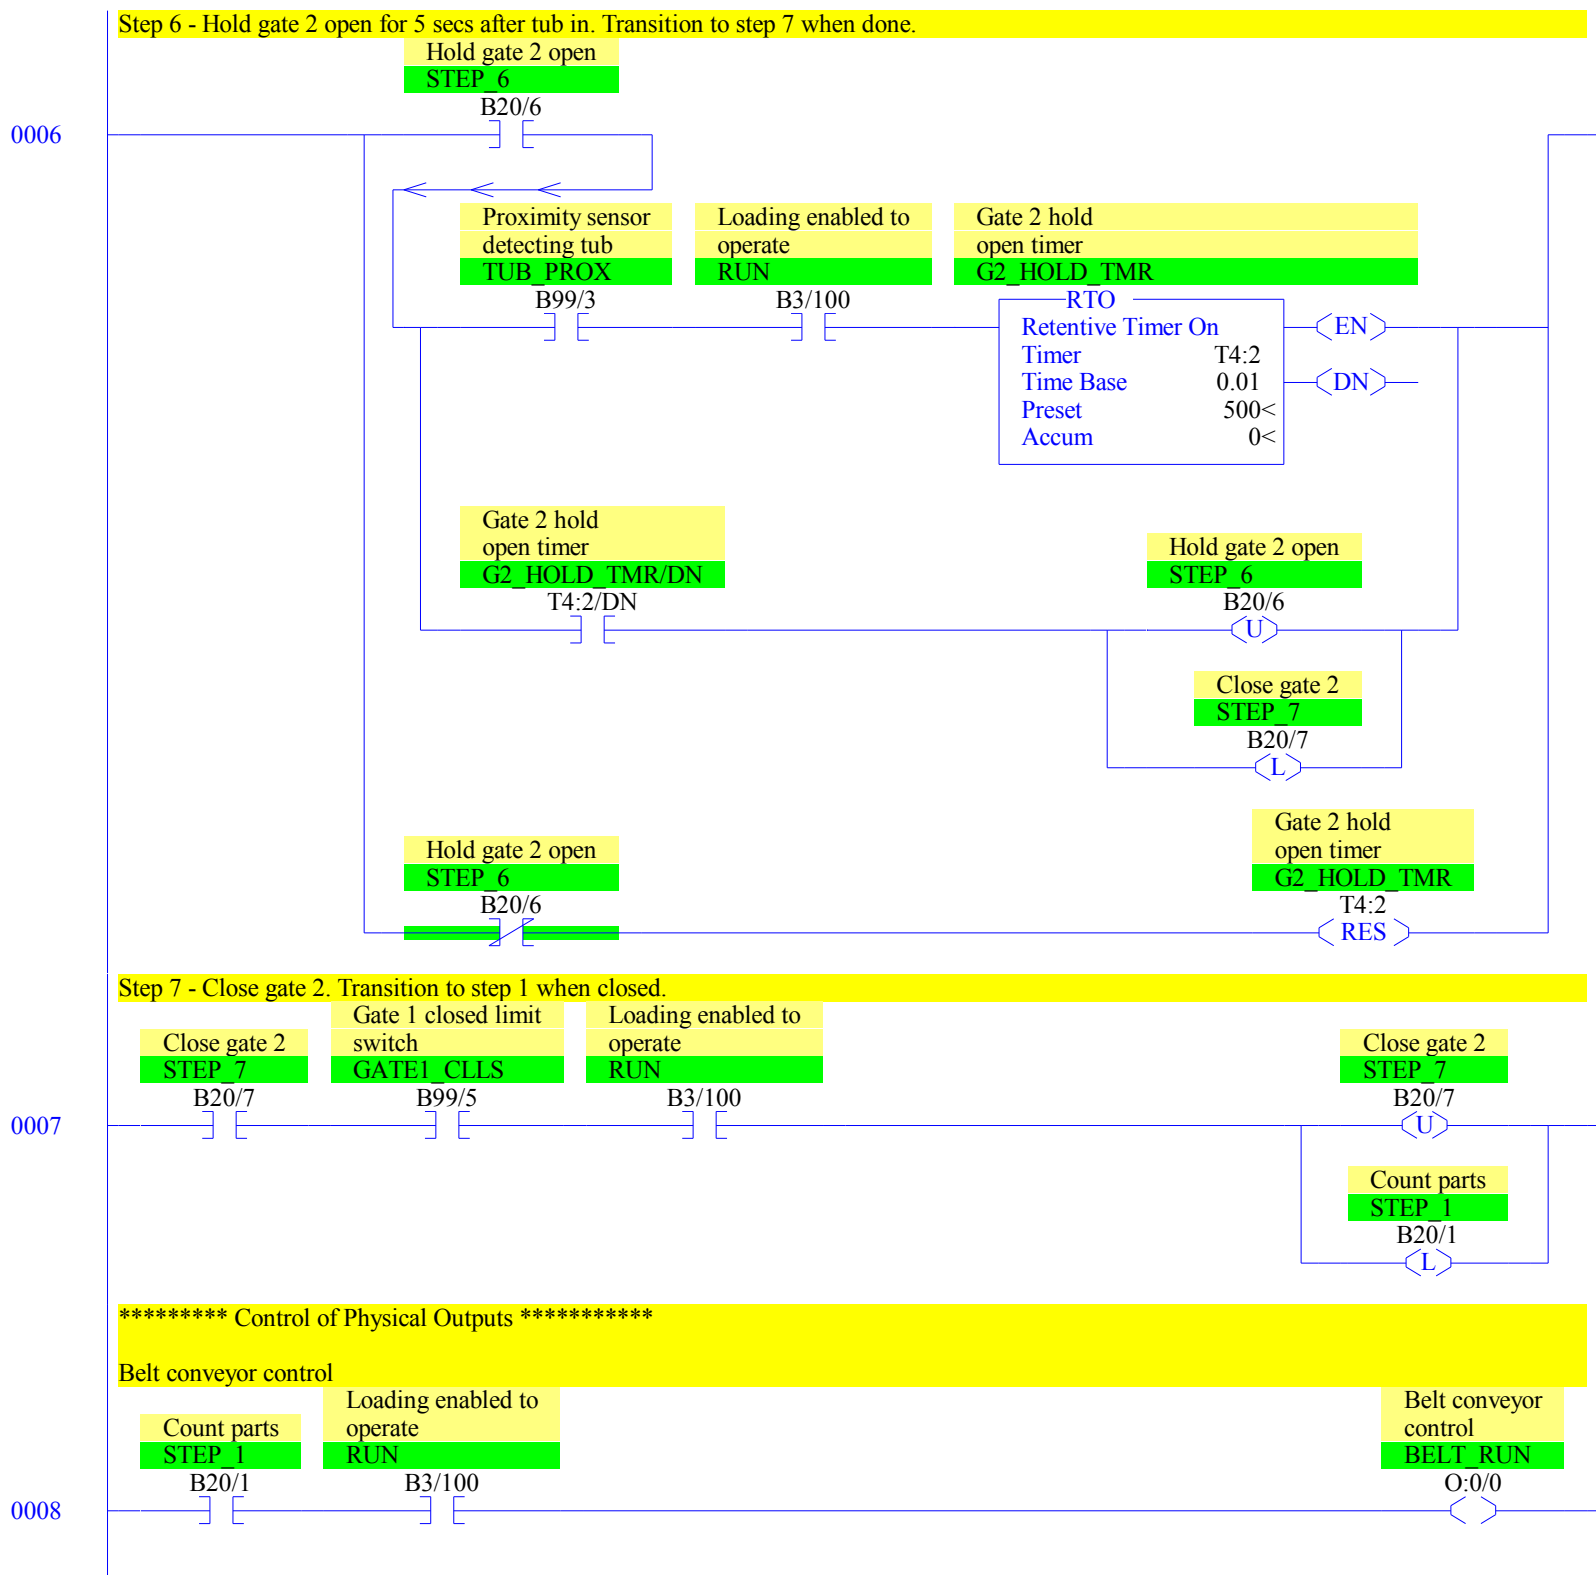 Step 6 - Hold gate 2 open for 5 secs after tub in. Transition to step 7 when done.
Hold gate 2 open
STEP_6
B20/6
0006
Proximity sensor
detecting tub
TUB_PROX
B99/3
Loading enabled to
operate
RUN
B3/100
Gate 2 hold
open timer
G2_HOLD_TMR
RTO
Retentive Timer On
Timer T4:2
Time Base 0.01
Preset 500<
Accum 0<
EN
DN
Gate 2 hold
open timer
G2_HOLD_TMR/DN
T4:2/DN
Hold gate 2 open
STEP_6
B20/6
U
Close gate 2
STEP_7
B20/7
L
Hold gate 2 open
STEP_6
B20/6
Gate 2 hold
open timer
G2_HOLD_TMR
T4:2
RES
Step 7 - Close gate 2. Transition to step 1 when closed.
Close gate 2
STEP_7
B20/7
Gate 1 closed limit
switch
GATE1_CLLS
B99/5
Loading enabled to
operate
RUN
B3/100
Close gate 2
STEP_7
B20/7
0007
U
Count parts
STEP_1
B20/1
L
********* Control of Physical Outputs ***********
Belt conveyor control
Count parts
STEP_1
B20/1
Loading enabled to
operate
RUN
B3/100
Belt conveyor
control
BELT_RUN
O:0/0
0008